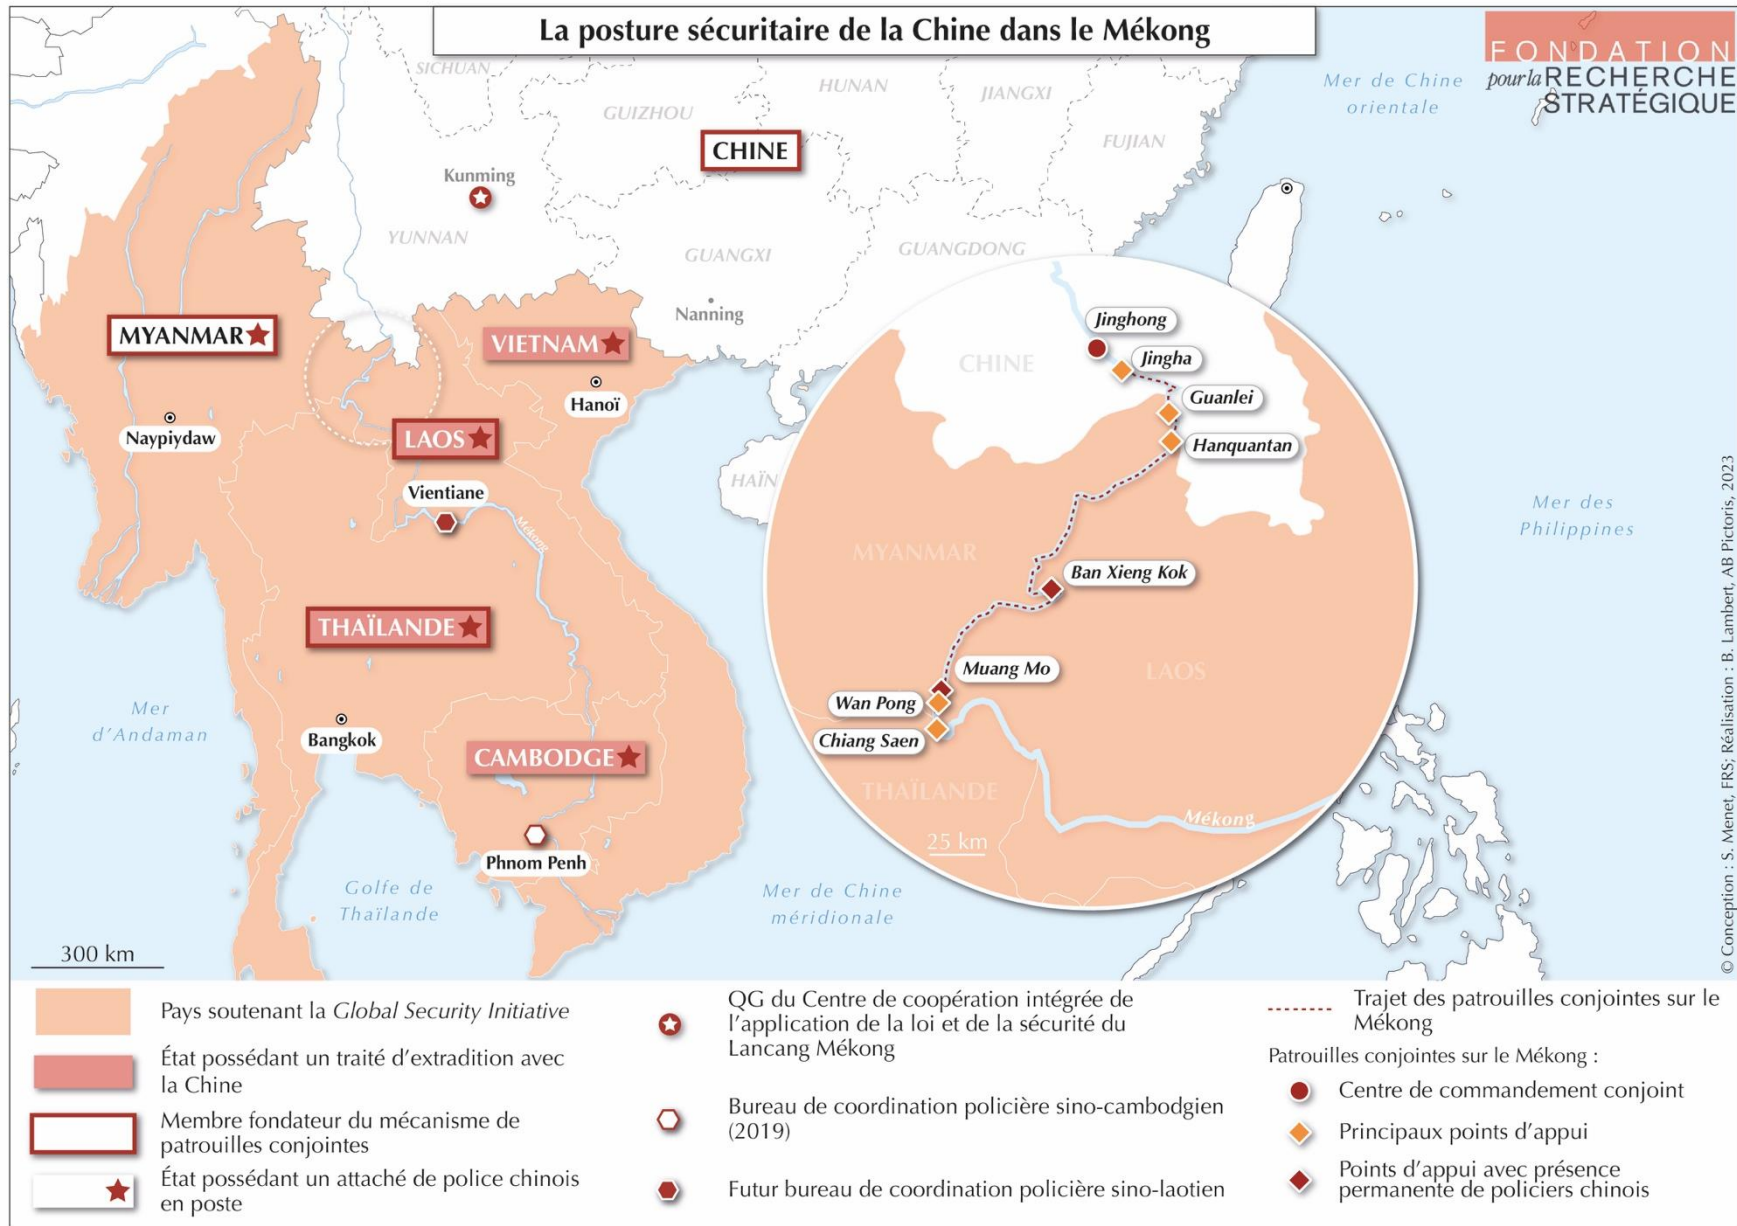 La posture sécuritaire de la Chine dans le Mékong
FONDATION
pour la RECHERCHE
STRATÉGIQUE
SICHUAN
GUIZHOU
HUNAN
JIANGXI
FUJIAN
Mer de Chine
orientale
CHINE
Kunming
YUNNAN
GUANGXI
GUANGDONG
Nanning
MYANMAR
VIETNAM
Hanoï
Naypiydaw
LAOS
HAÏN
Vientiane
Mékong
THAÏLANDE
Mer
d'Andaman
Bangkok
CAMBODGE
Phnom Penh
Golfe de
Thaïlande
Mer de Chine
méridionale
Mer des
Philippines
300 km
Jinghong
CHINE
Jingha
Guanlei
Hanquantan
MYANMAR
Ban Xieng Kok
LAOS
Muang Mo
Wan Pong
Chiang Saen
THAÏLANDE
Mékong
25 km
© Conception : S. Menet, FRS; Réalisation : B. Lambert, AB Pictoris, 2023
Pays soutenant la Global Security Initiative
État possédant un traité d'extradition avec
la Chine
Membre fondateur du mécanisme de
patrouilles conjointes
État possédant un attaché de police chinois
en poste
QG du Centre de coopération intégrée de
l'application de la loi et de la sécurité du
Lancang Mékong
Bureau de coordination policière sino-cambodgien
(2019)
Futur bureau de coordination policière sino-laotien
Trajet des patrouilles conjointes sur le
Mékong
Patrouilles conjointes sur le Mékong :
Centre de commandement conjoint
Principaux points d'appui
Points d'appui avec présence
permanente de policiers chinois